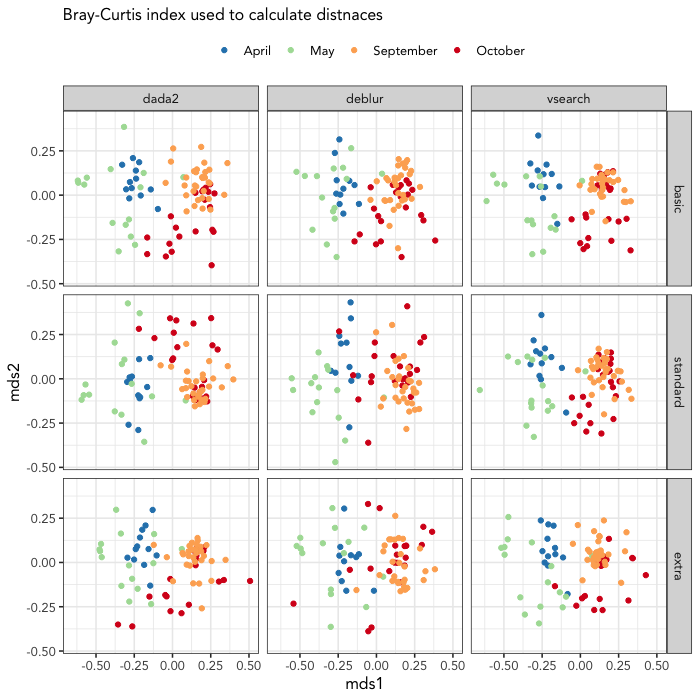 Bray-Curtis index used to calculate distnaces
April May September October
dada2 deblur vsearch
0.25
0.00
-0.25
-0.50
basic
0.25
0.00
-0.25
-0.50
standard
0.25
0.00
-0.25
-0.50
extra
mds2
-0.50 -0.25 0.00 0.25 0.50 -0.50 -0.25 0.00 0.25 0.50 -0.50 -0.25 0.00 0.25 0.50
mds1